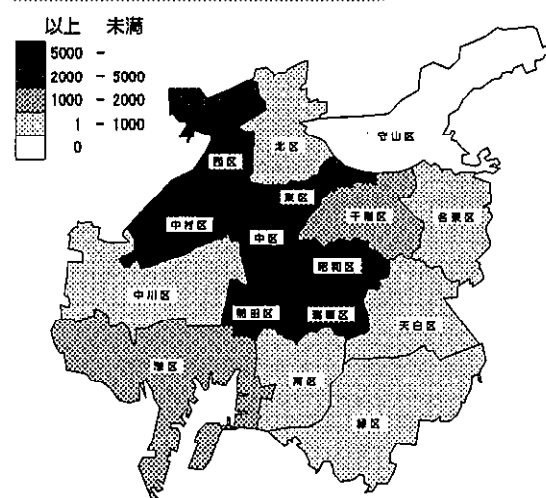 以上 未満
5000 -
2000 - 5000
1000 - 2000
1 - 1000
0
守山区
北区
西区
東区
千種区
名東区
中村区
中区
昭和区
中川区
熱田区
瑞穂区
天白区
港区
南区
緑区